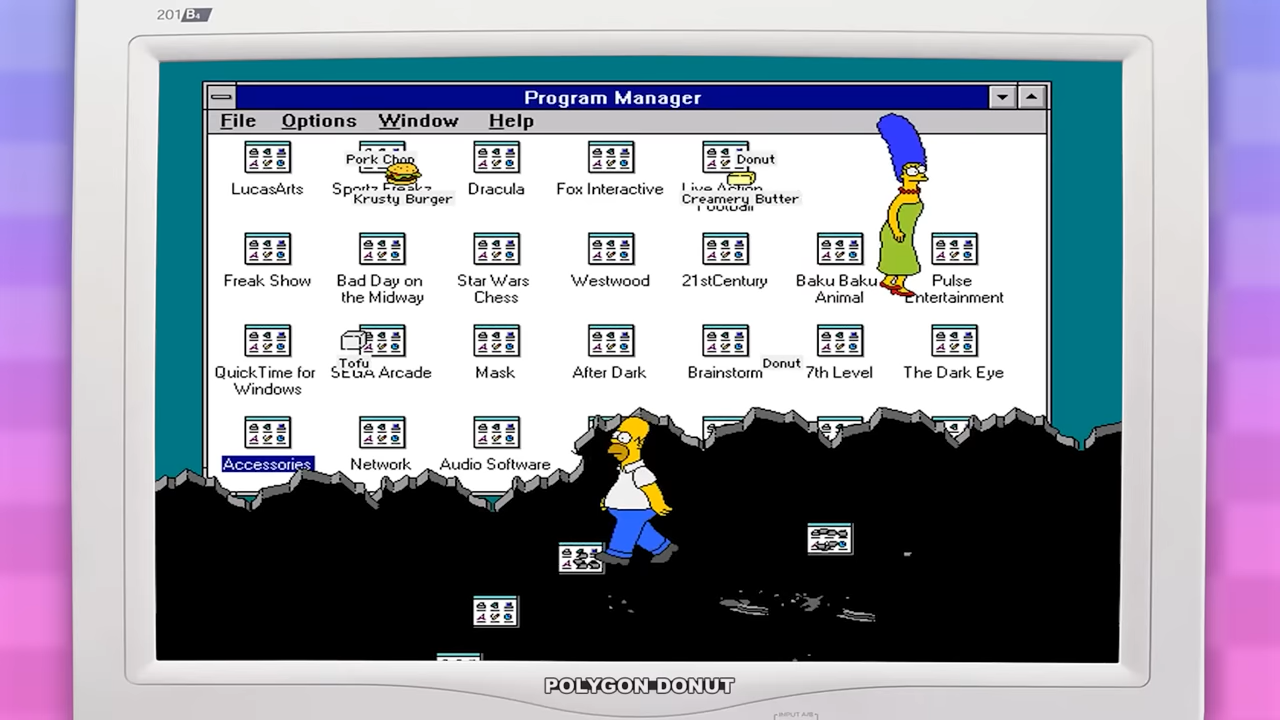 201B4
Program Manager
File Options Window Help
Pork Chop
Donut
LucasArts
Dracula
Fox Interactive
Krusty Burger
Creamery Butter
Football
Freak Show
Bad Day on
the Midway
Star Wars
Chess
Westwood
21stCentury
Baku Baku
Animal
Pulse
Entertainment
Tofu
Donut
QuickTime for
Windows
SEGA Arcade
Mask
After Dark
Brainstorm
7th Level
The Dark Eye
Accessories
Network
Audio Software
POLYGON DONUT